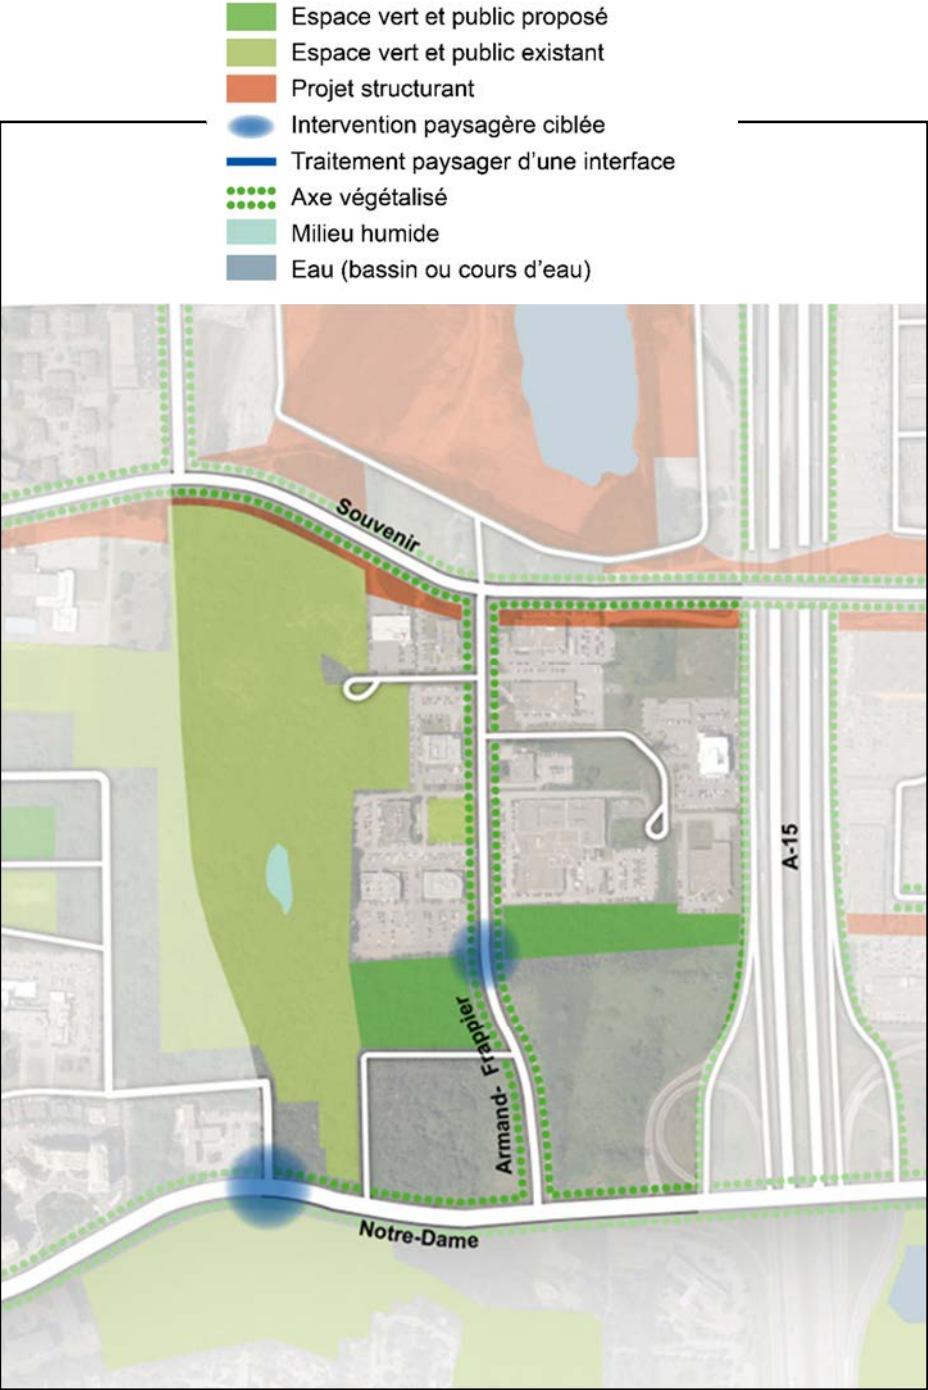 Espace vert et public proposé
Espace vert et public existant
Projet structurant
Intervention paysagère ciblée
Traitement paysager d'une interface
Axe végétalisé
Milieu humide
Eau (bassin ou cours d'eau)
Souvenir
A-15
Armand- Frappier
Notre-Dame